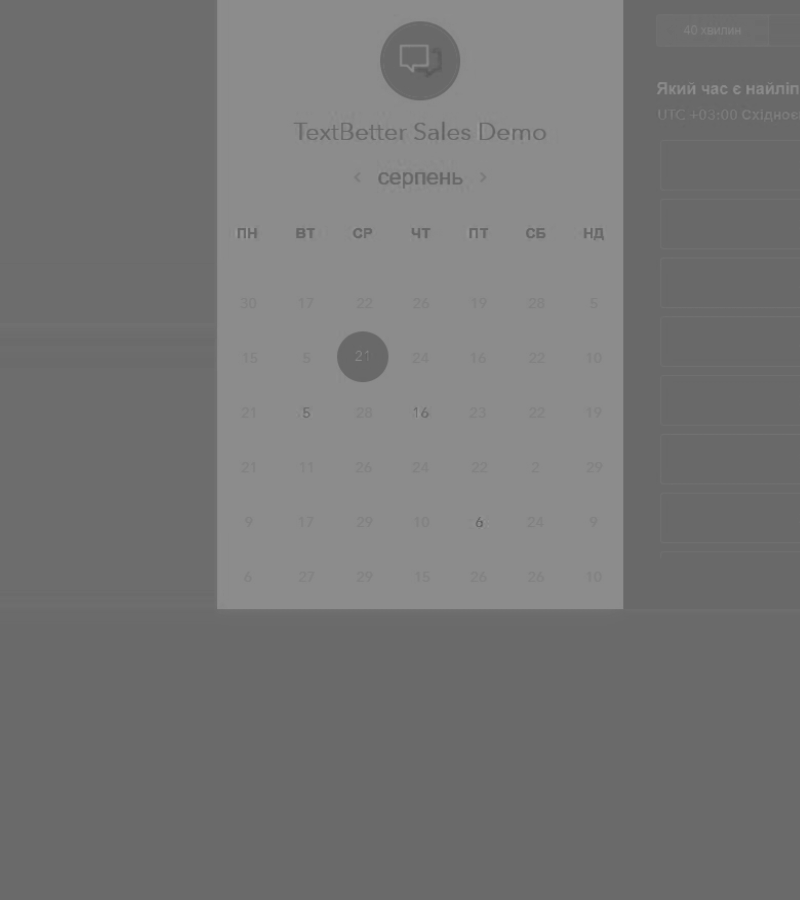 TextBetter Sales Demo
серпень
ПН ВТ СР ЧТ ПТ СБ НД
30 17 22 26 19 28 5
15 5 21 24 16 22 10
21 5 28 16 23 22 19
21 11 26 24 22 2 29
9 17 29 10 6 24 9
6 27 29 15 26 26 10
40 хвилин
Який час є найліп
UTC +03:00 Східноє